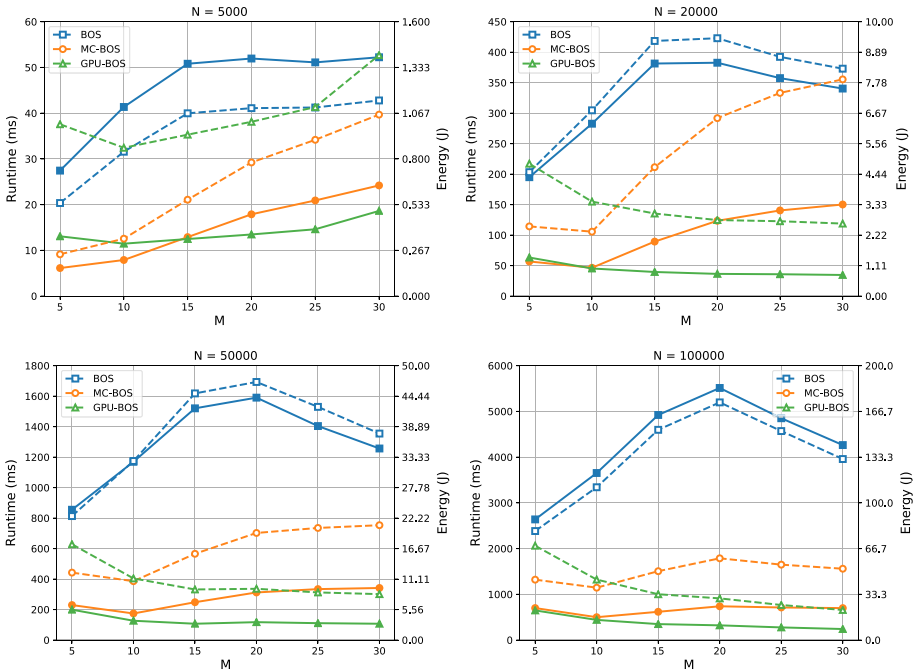 N = 5000
BOS
MC-BOS
GPU-BOS
Runtime (ms)
60
50
40
30
20
10
0
1,600
1,333
1,067
0,800
0,533
0,267
0,000
Energy (J)
5 10 15 20 25 30
M
N = 20000
BOS
MC-BOS
GPU-BOS
Runtime (ms)
450
400
350
300
250
200
150
100
50
0
10,00
8,89
7,78
6,67
5,56
4,44
3,33
2,22
1,11
0,00
Energy (J)
5 10 15 20 25 30
M
N = 50000
BOS
MC-BOS
GPU-BOS
Runtime (ms)
1800
1600
1400
1200
1000
800
600
400
200
0
50,00
44,44
38,89
33,33
27,78
22,22
16,67
11,11
5,56
0,00
Energy (J)
5 10 15 20 25 30
M
N = 100000
BOS
MC-BOS
GPU-BOS
Runtime (ms)
6000
5000
4000
3000
2000
1000
0
200,0
166,7
133,3
100,0
66,7
33,3
0,0
Energy (J)
5 10 15 20 25 30
M